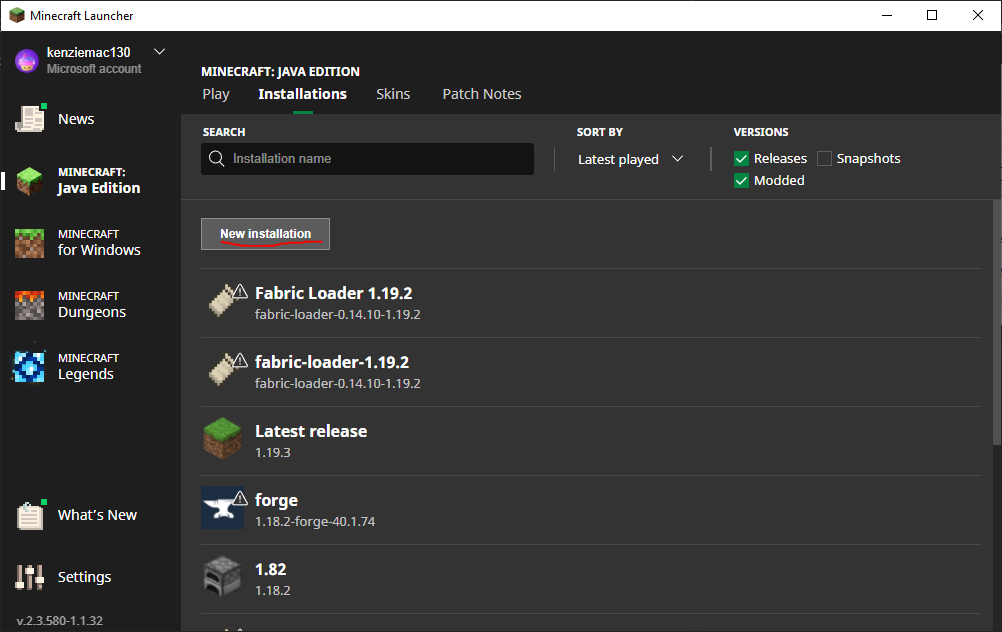 Minecraft Launcher
kenziemac130
Microsoft account
News
MINECRAFT:
Java Edition
MINECRAFT
for Windows
MINECRAFT
Dungeons
MINECRAFT
Legends
What's New
Settings
v.2.3.580-1.1.32
MINECRAFT: JAVA EDITION
Play Installations Skins Patch Notes
SEARCH SORT BY VERSIONS
Installation name Latest played Releases Snapshots
Modded
New installation
Fabric Loader 1.19.2
fabric-loader-0.14.10-1.19.2
fabric-loader-1.19.2
fabric-loader-0.14.10-1.19.2
Latest release
1.19.3
forge
1.18.2-forge-40.1.74
1.82
1.18.2